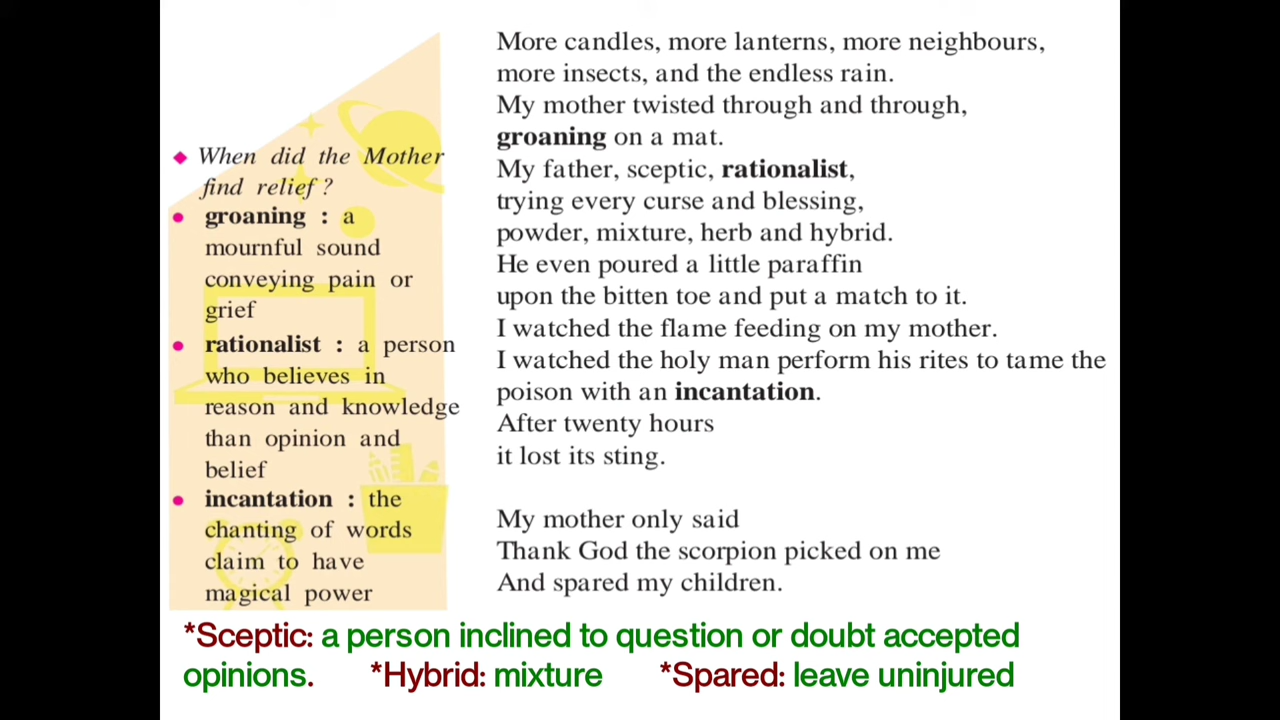 ◆ When did the Mother
find relief ?
• groaning : a
mournful sound
conveying pain or
grief
• rationalist : a person
who believes in
reason and knowledge
than opinion and
belief
• incantation : the
chanting of words
claim to have
magical power
More candles, more lanterns, more neighbours,
more insects, and the endless rain.
My mother twisted through and through,
groaning on a mat.
My father, sceptic, rationalist,
trying every curse and blessing,
powder, mixture, herb and hybrid.
He even poured a little paraffin
upon the bitten toe and put a match to it.
I watched the flame feeding on my mother.
I watched the holy man perform his rites to tame the
poison with an incantation.
After twenty hours
it lost its sting.
My mother only said
Thank God the scorpion picked on me
And spared my children.
*Sceptic: a person inclined to question or doubt accepted
opinions. *Hybrid: mixture *Spared: leave uninjured